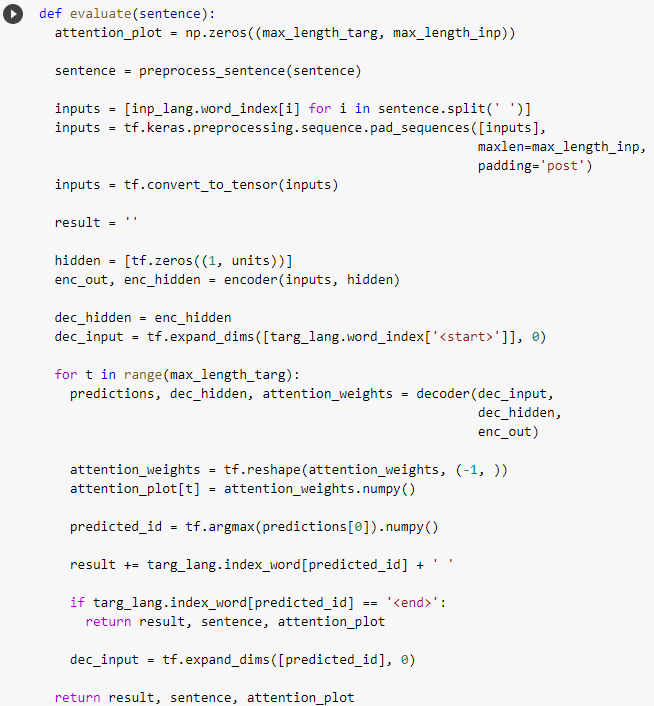 def evaluate(sentence):
  attention_plot = np.zeros((max_length_targ, max_length_inp))

  sentence = preprocess_sentence(sentence)

  inputs = [inp_lang.word_index[i] for i in sentence.split(' ')]
  inputs = tf.keras.preprocessing.sequence.pad_sequences([inputs],
                                                         maxlen=max_length_inp,
                                                         padding='post')
  inputs = tf.convert_to_tensor(inputs)

  result = ''

  hidden = [tf.zeros((1, units))]
  enc_out, enc_hidden = encoder(inputs, hidden)

  dec_hidden = enc_hidden
  dec_input = tf.expand_dims([targ_lang.word_index['<start>']], 0)

  for t in range(max_length_targ):
    predictions, dec_hidden, attention_weights = decoder(dec_input,
                                                         dec_hidden,
                                                         enc_out)

    attention_weights = tf.reshape(attention_weights, (-1, ))
    attention_plot[t] = attention_weights.numpy()

    predicted_id = tf.argmax(predictions[0]).numpy()

    result += targ_lang.index_word[predicted_id] + ' '

    if targ_lang.index_word[predicted_id] == '<end>':
      return result, sentence, attention_plot

    dec_input = tf.expand_dims([predicted_id], 0)

  return result, sentence, attention_plot